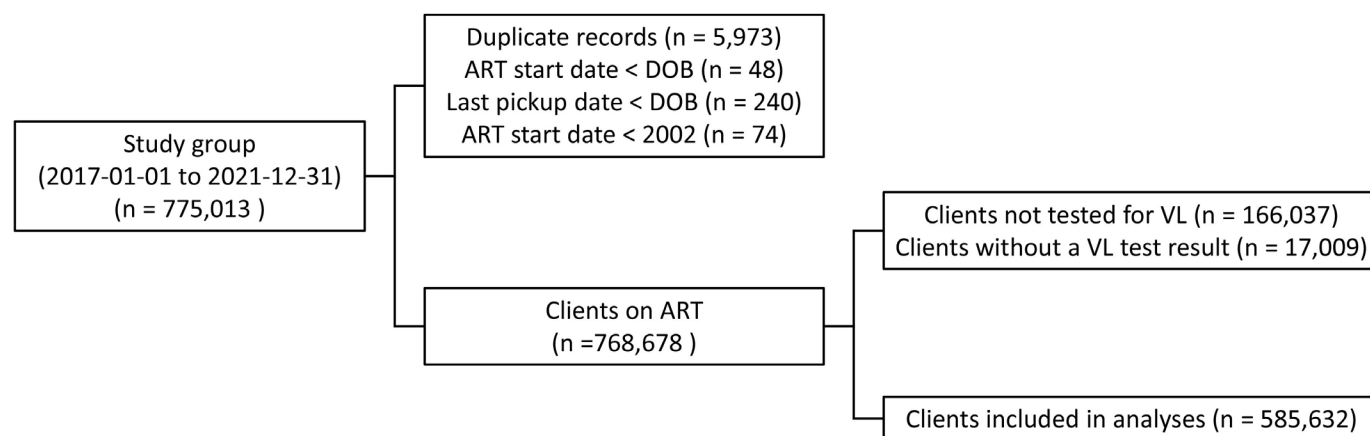 Study group
(2017-01-01 to 2021-12-31)
(n = 775,013 )
Duplicate records (n = 5,973)
ART start date < DOB (n = 48)
Last pickup date < DOB (n = 240)
ART start date < 2002 (n = 74)
Clients on ART
(n =768,678 )
Clients not tested for VL (n = 166,037)
Clients without a VL test result (n = 17,009)
Clients included in analyses (n = 585,632)